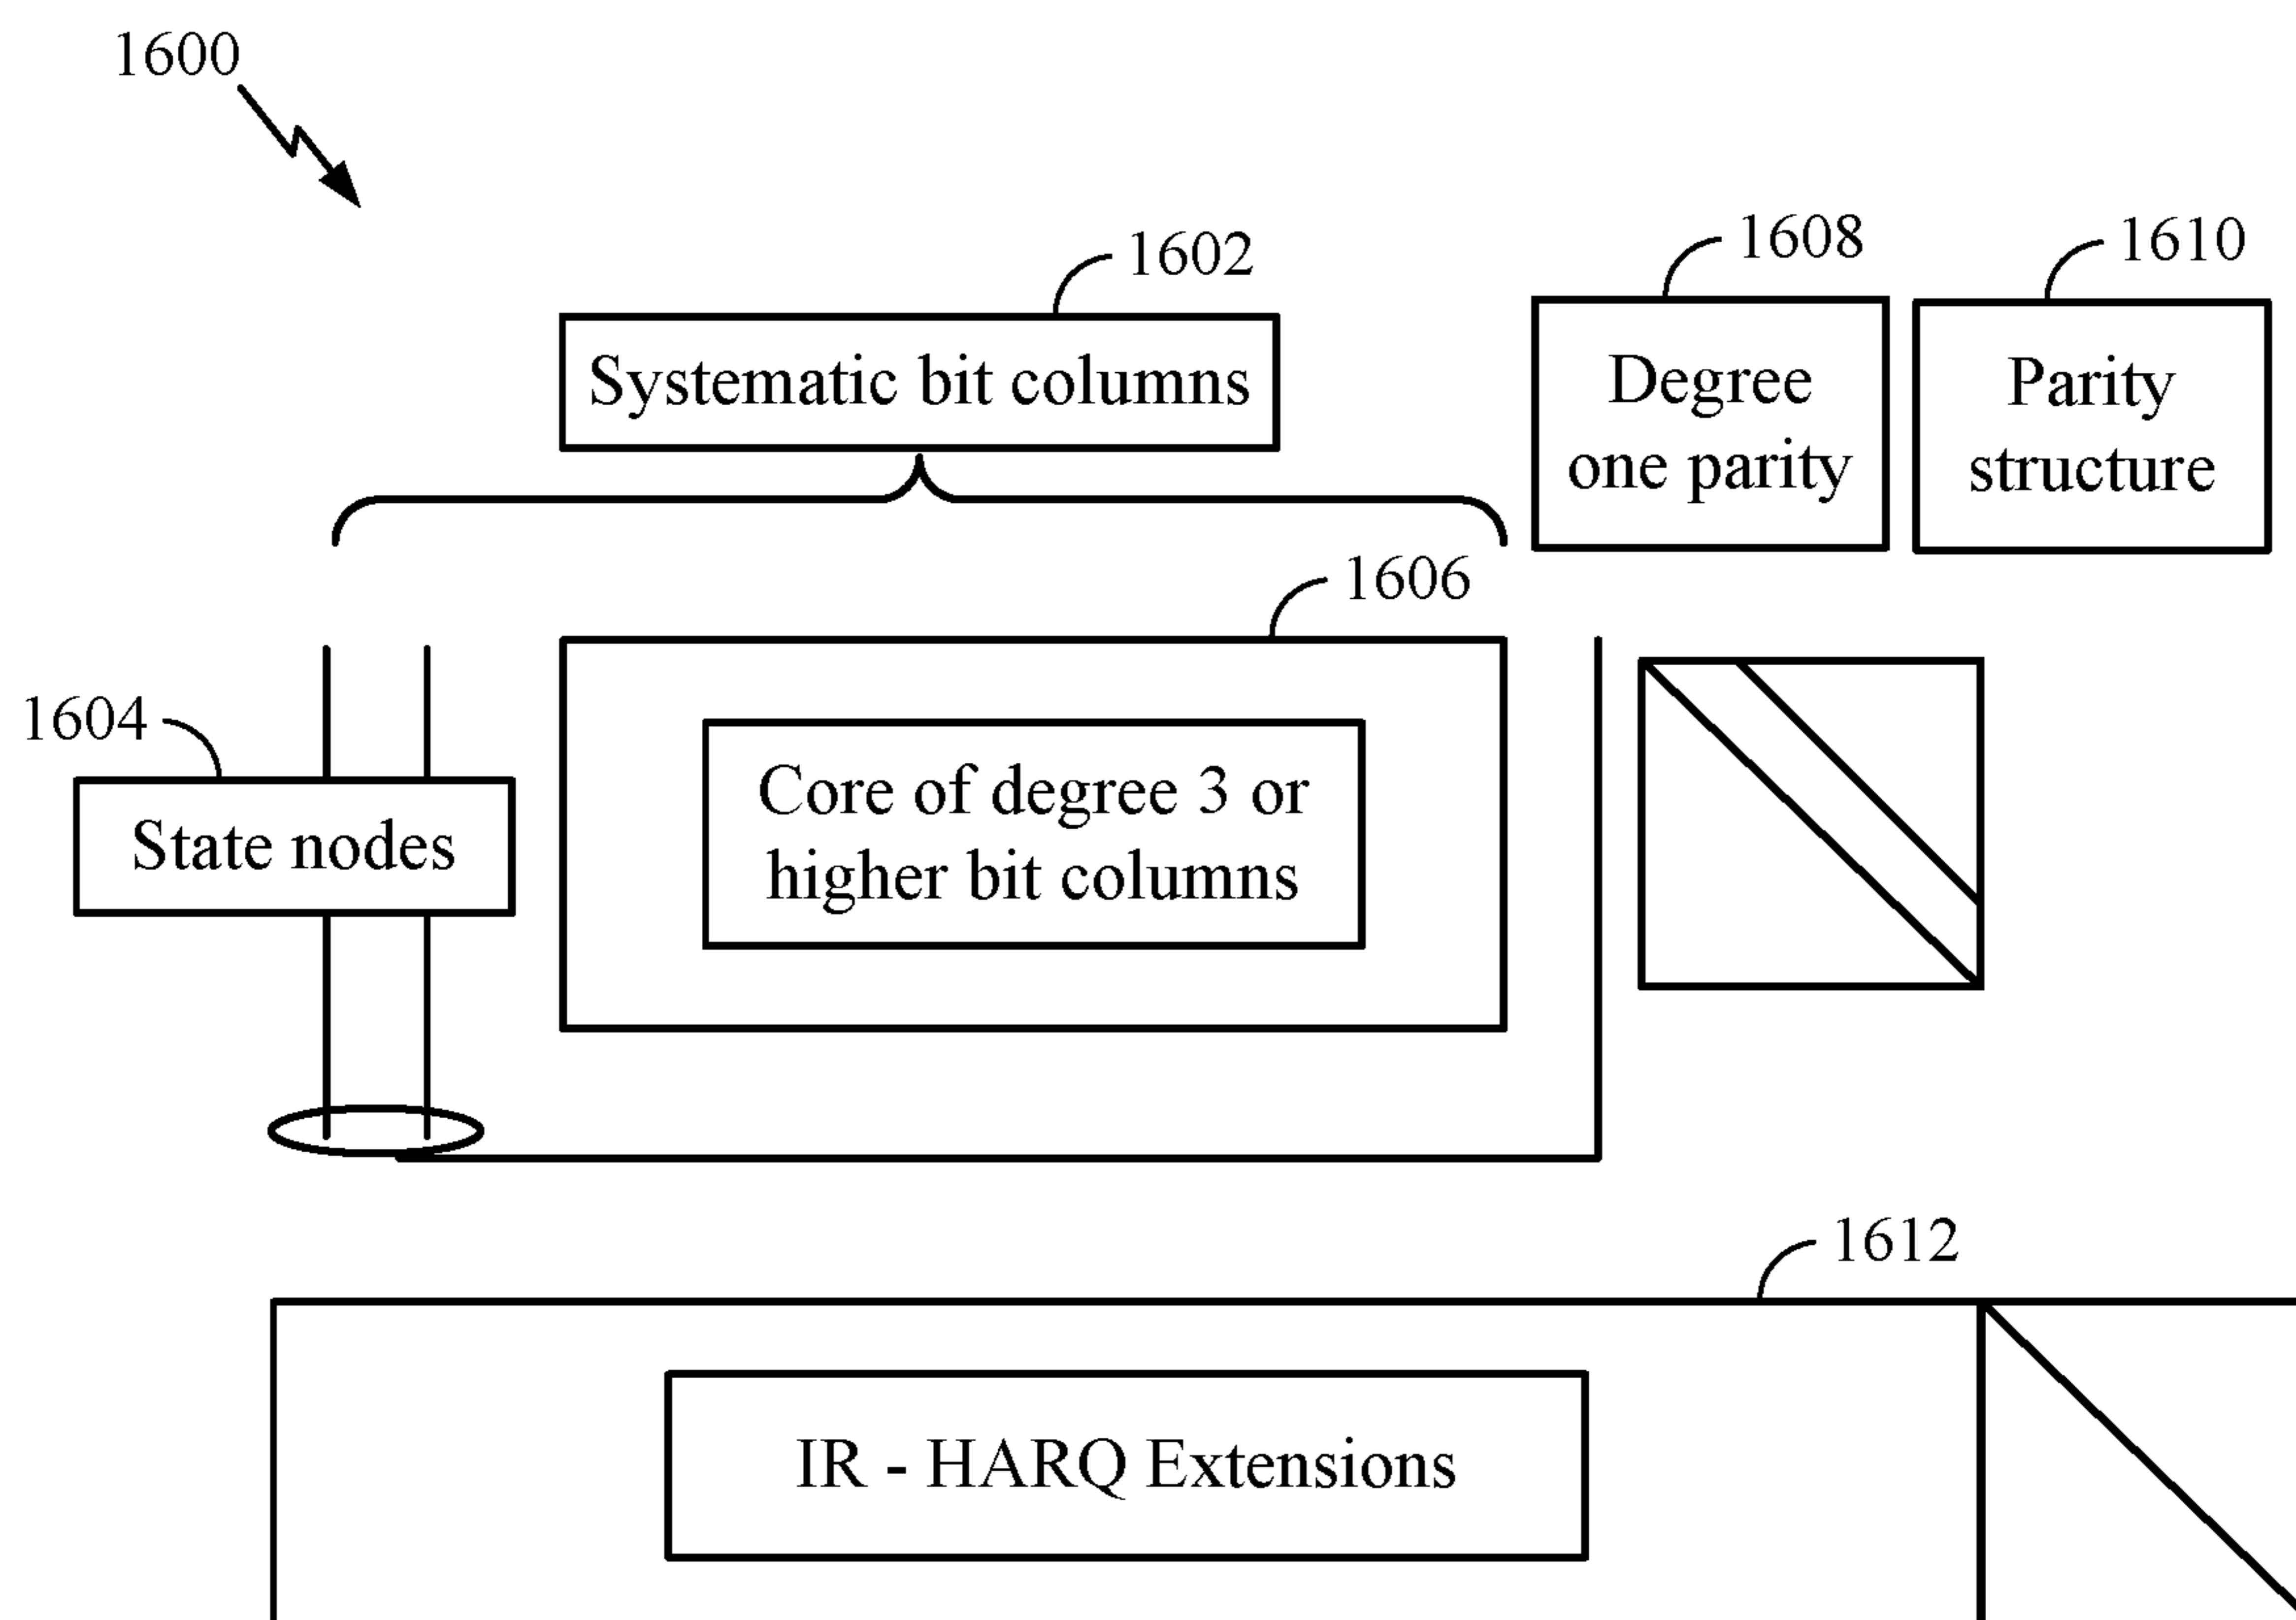 1600
1602
1608
1610
Systematic bit columns
Degree
one parity
Parity
structure
1606
1604
State nodes
Core of degree 3 or
higher bit columns
1612
IR - HARQ Extensions